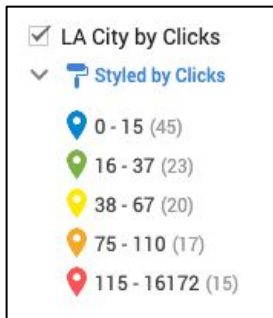 LA City by Clicks
Styled by Clicks
0 - 15 (45)
16 - 37 (23)
38 - 67 (20)
75 - 110 (17)
115 - 16172 (15)